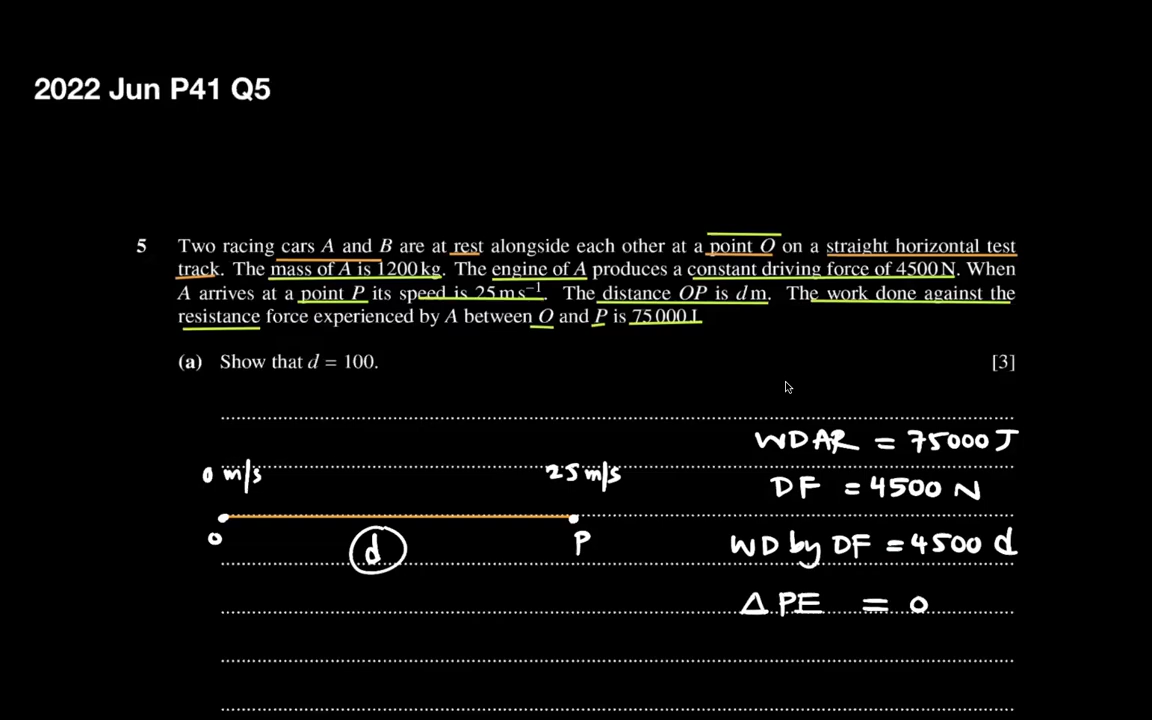 2022 Jun P41 Q5
5 Two racing cars A and B are at rest alongside each other at a point O on a straight horizontal test
track. The mass of A is 1200 kg. The engine of A produces a constant driving force of 4500 N. When
A arrives at a point P its speed is 25 m s⁻¹. The distance OP is d m. The work done against the
resistance force experienced by A between O and P is 75 000 J.
(a) Show that d = 100. [3]
WDAR = 75000 J
0 m/s 25 m/s
DF = 4500 N
O d P
WD by DF = 4500 d
Δ PE = 0